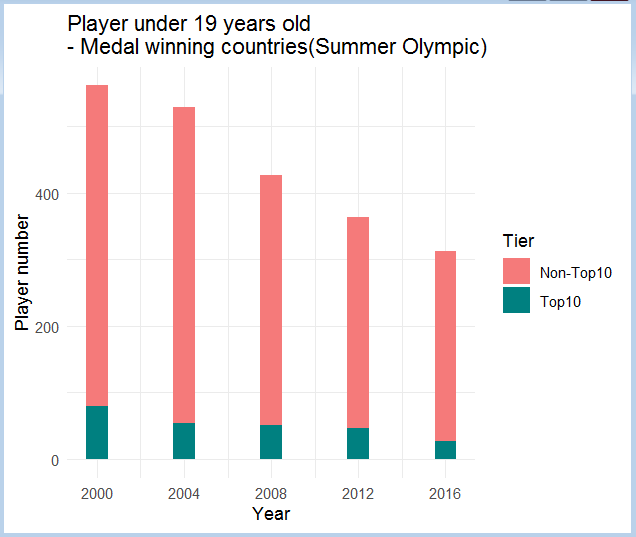 Player under 19 years old
- Medal winning countries(Summer Olympic)
Player number
400
200
0
2000 2004 2008 2012 2016
Year
Tier
Non-Top10
Top10